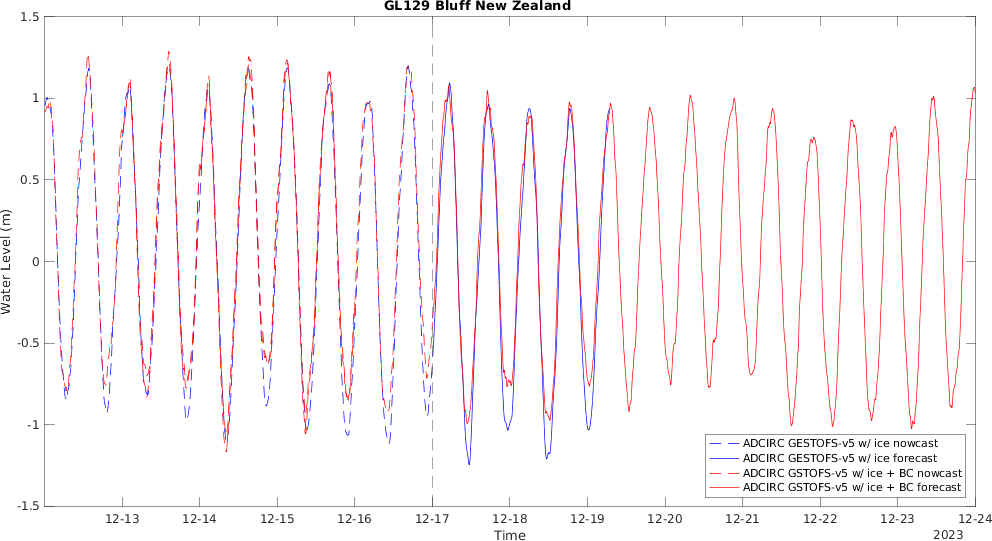 GL129 Bluff New Zealand
1.5
1
0.5
0
-0.5
-1
-1.5
Water Level (m)
12-13 12-14 12-15 12-16 12-17 12-18 12-19 12-20 12-21 12-22 12-23 12-24
Time
2023
ADCIRC GESTOFS-v5 w/ ice nowcast
ADCIRC GESTOFS-v5 w/ ice forecast
ADCIRC GSTOFS-v5 w/ ice + BC nowcast
ADCIRC GSTOFS-v5 w/ ice + BC forecast